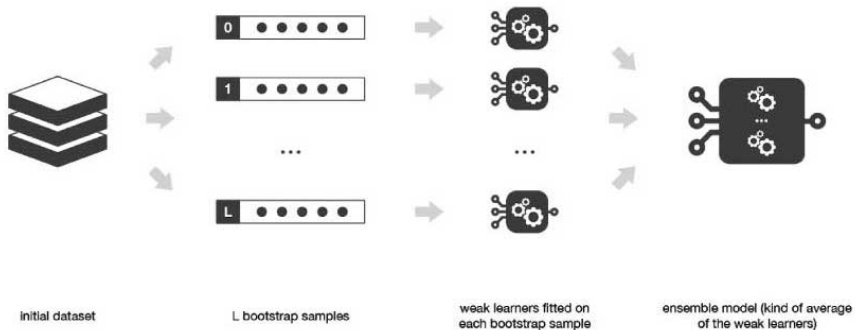 0
1
...
...
...
L
initial dataset
L bootstrap samples
weak learners fitted on
each bootstrap sample
ensemble model (kind of average
of the weak learners)